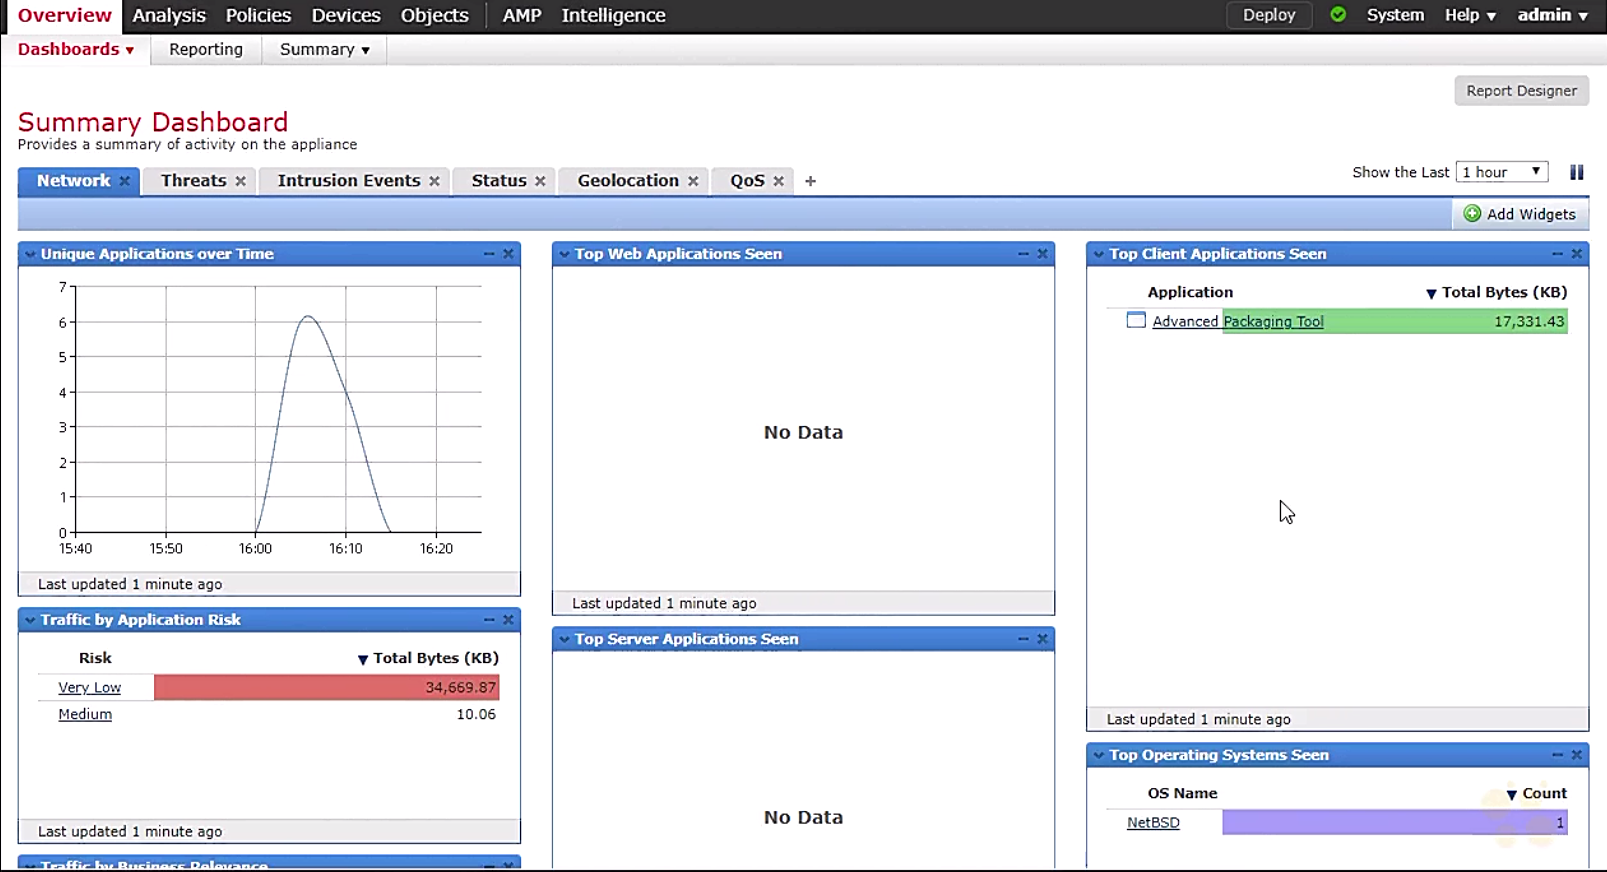 Overview Analysis Policies Devices Objects AMP Intelligence Deploy System Help admin
Dashboards Reporting Summary
Report Designer
Summary Dashboard
Provides a summary of activity on the appliance
Network Threats Intrusion Events Status Geolocation QoS + Show the Last 1 hour
Add Widgets
Unique Applications over Time
7
6
5
4
3
2
1
0
15:40 15:50 16:00 16:10 16:20
Last updated 1 minute ago
Traffic by Application Risk
Risk Total Bytes (KB)
Very Low 34,669.87
Medium 10.06
Last updated 1 minute ago
Traffic by Business Relevance
Top Web Applications Seen
No Data
Last updated 1 minute ago
Top Server Applications Seen
No Data
Top Client Applications Seen
Application Total Bytes (KB)
Advanced Packaging Tool 17,331.43
Last updated 1 minute ago
Top Operating Systems Seen
OS Name Count
NetBSD 1